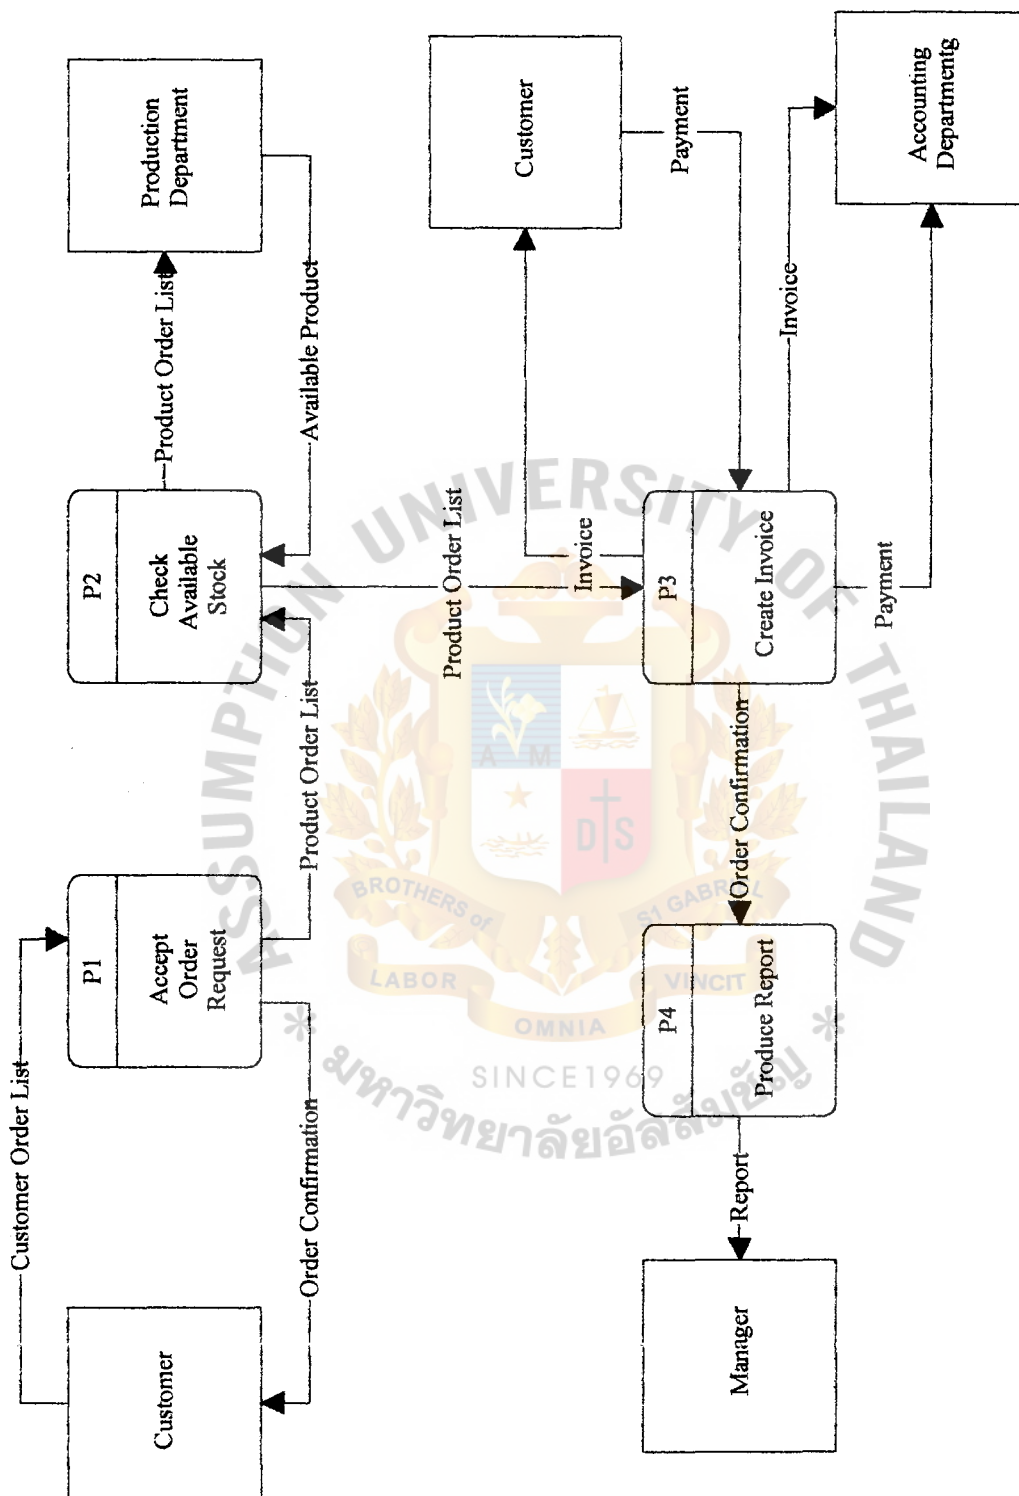 Customer
Customer Order List
Order Confirmation
P1
Accept
Order
Request
Product Order List
P2
Check
Available
Stock
Product Order List
Available Product
Production
Department
Product Order List
Manager
Report
P4
Produce Report
Order Confirmation
P3
Create Invoice
Invoice
Customer
Payment
Invoice
Payment
Accounting
Departmentg
ASSUMPTION UNIVERSITY OF THAILAND
A M
D S
BROTHERS of
S1 GABRIEL
LABOR
OMNIA
VINCIT
SINCE1969
* มหาวิทยาลัยอัสสัมชัญ *